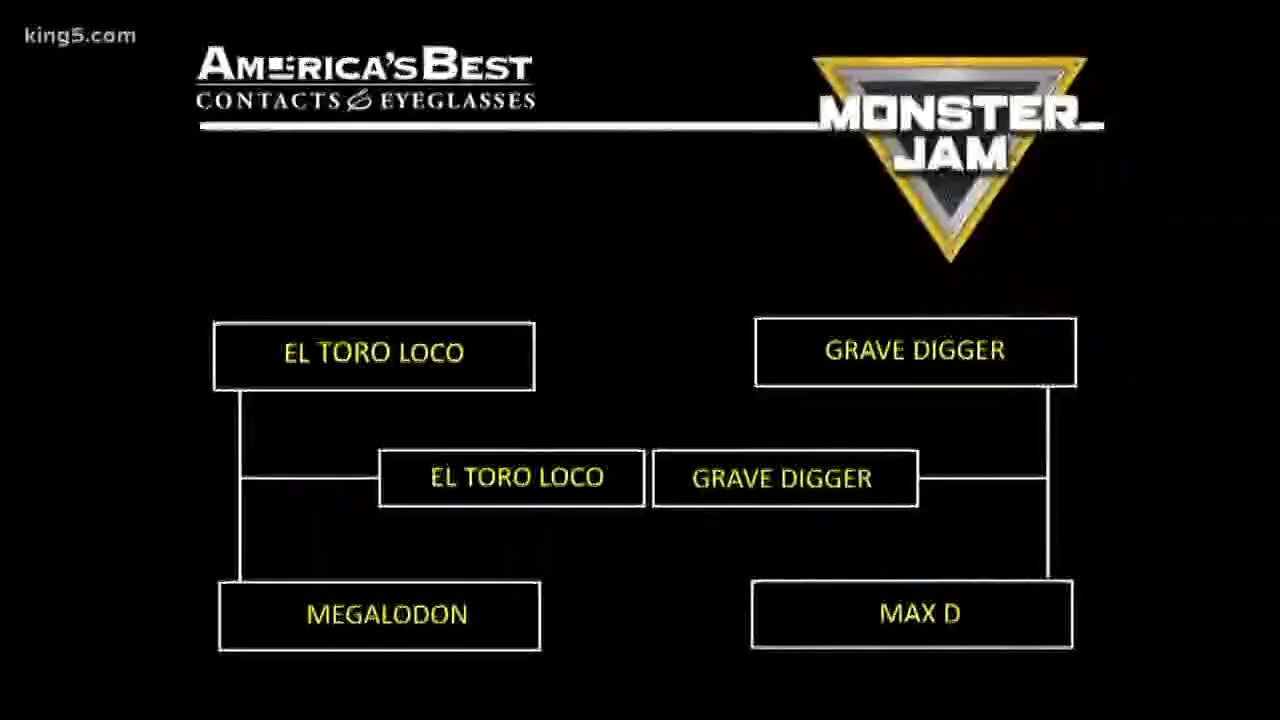 king5.com
AMERICA'S BEST
CONTACTS & EYEGLASSES
MONSTER
JAM
EL TORO LOCO
GRAVE DIGGER
EL TORO LOCO
GRAVE DIGGER
MEGALODON
MAX D